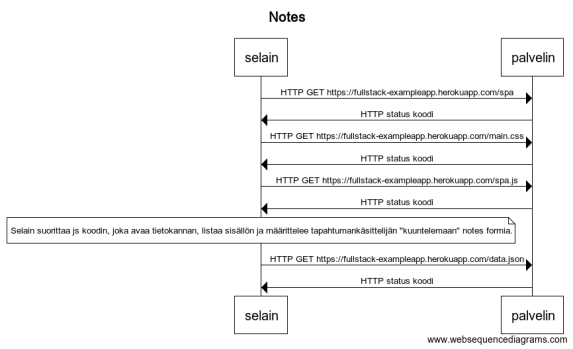 Notes
selain
palvelin
HTTP GET https://fullstack-exampleapp.herokuapp.com/spa
HTTP status koodi
HTTP GET https://fullstack-exampleapp.herokuapp.com/main.css
HTTP status koodi
HTTP GET https://fullstack-exampleapp.herokuapp.com/spa.js
HTTP status koodi
Selain suorittaa js koodin, joka avaa tietokannan, listaa sisällön ja määrittelee tapahtumankäsittelijän "kuuntelemaan" notes formia.
HTTP GET https://fullstack-exampleapp.herokuapp.com/data.json
HTTP status koodi
selain
palvelin
www.websequencediagrams.com